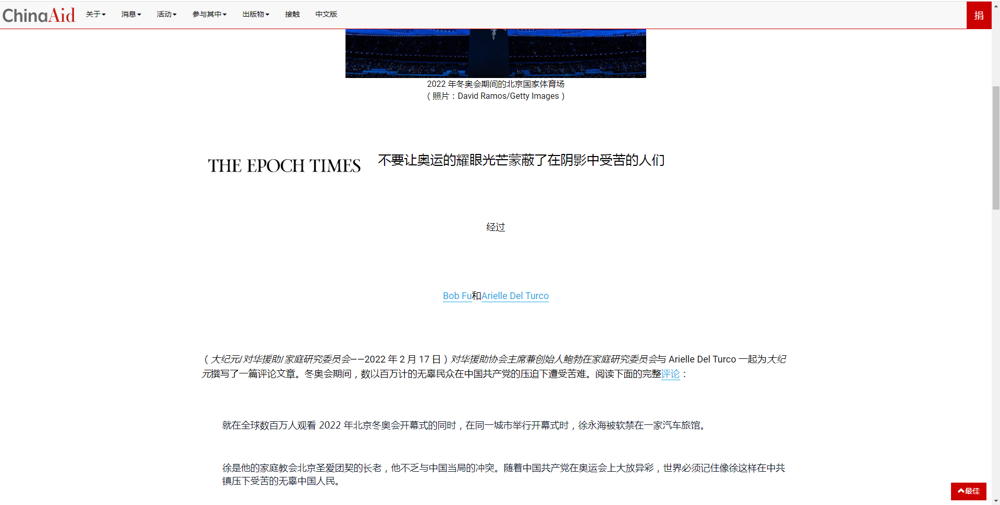 ChinaAid 关于 消息 活动 参与其中 出版物 接触 中文版 捐
2022 年冬奥会期间的北京国家体育场
（照片：David Ramos/Getty Images）
THE EPOCH TIMES 不要让奥运的耀眼光芒蒙蔽了在阴影中受苦的人们
经过
Bob Fu和Arielle Del Turco
（大纪元/对华援助/家庭研究委员会——2022 年 2 月 17 日）对华援助协会主席兼创始人鲍勃在家庭研究委员会与 Arielle Del Turco 一起为大纪
元撰写了一篇评论文章。冬奥会期间，数以百万计的无辜民众在中国共产党的压迫下遭受苦难。阅读下面的完整评论：
就在全球数百万人观看 2022 年北京冬奥会开幕式的同时，在同一城市举行开幕式时，徐永海被软禁在一家汽车旅馆。
徐是他的家庭教会北京圣爱团契的长老，他不乏与中国当局的冲突。随着中国共产党在奥运会上大放异彩，世界必须记住像徐这样在中共
镇压下受苦的无辜中国人民。
最佳